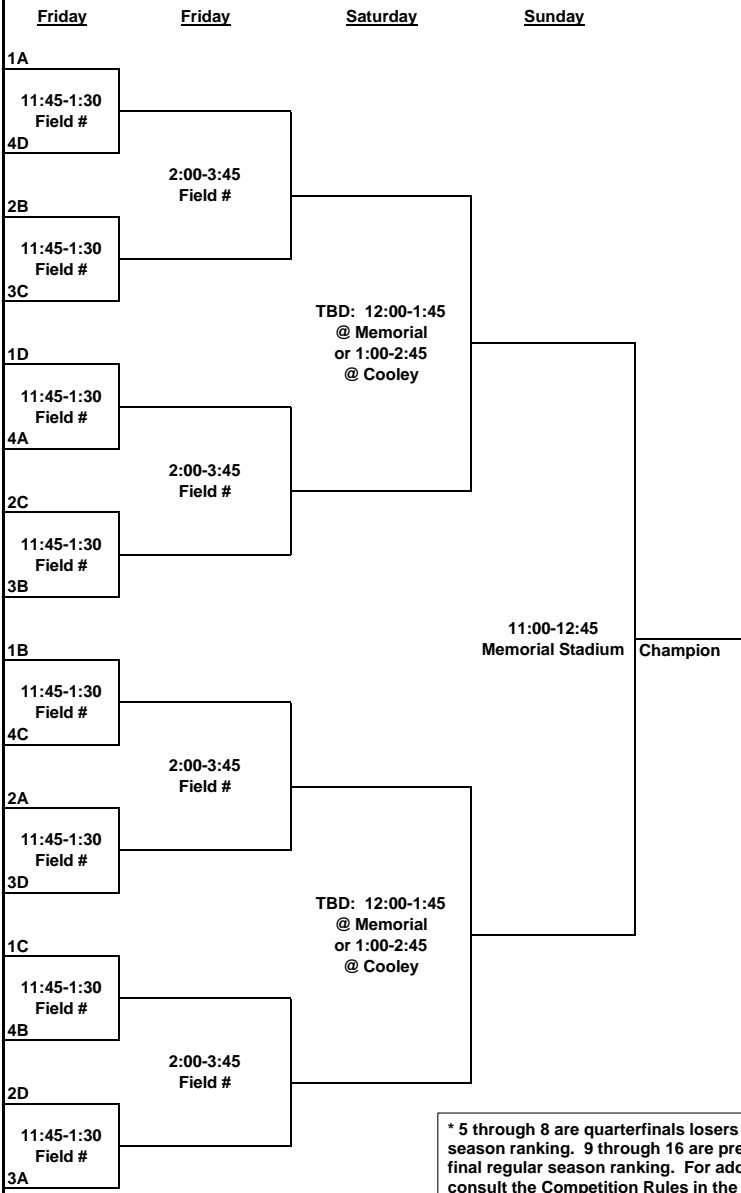 Friday
Friday
Saturday
Sunday
1A
11:45-1:30
Field #
4D
2:00-3:45
Field #
2B
11:45-1:30
Field #
3C
TBD: 12:00-1:45
@ Memorial
or 1:00-2:45
@ Cooley
1D
11:45-1:30
Field #
4A
2:00-3:45
Field #
2C
11:45-1:30
Field #
3B
11:00-12:45
Memorial Stadium
Champion
1B
11:45-1:30
Field #
4C
2:00-3:45
Field #
2A
11:45-1:30
Field #
3D
TBD: 12:00-1:45
@ Memorial
or 1:00-2:45
@ Cooley
1C
11:45-1:30
Field #
4B
2:00-3:45
Field #
2D
11:45-1:30
Field #
3A
* 5 through 8 are quarterfinals losers
season ranking. 9 through 16 are pre
final regular season ranking. For add
consult the Competition Rules in the